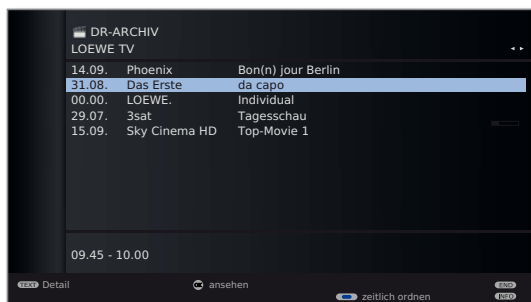 DR-ARCHIV
LOEWE TV
14.09. Phoenix Bon(n) jour Berlin
31.08. Das Erste da capo
00.00. LOEWE. Individual
29.07. 3sat Tagesschau
15.09. Sky Cinema HD Top-Movie 1
09.45 - 10.00
TEXT Detail OK ansehen END
zeitlich ordnen INFO